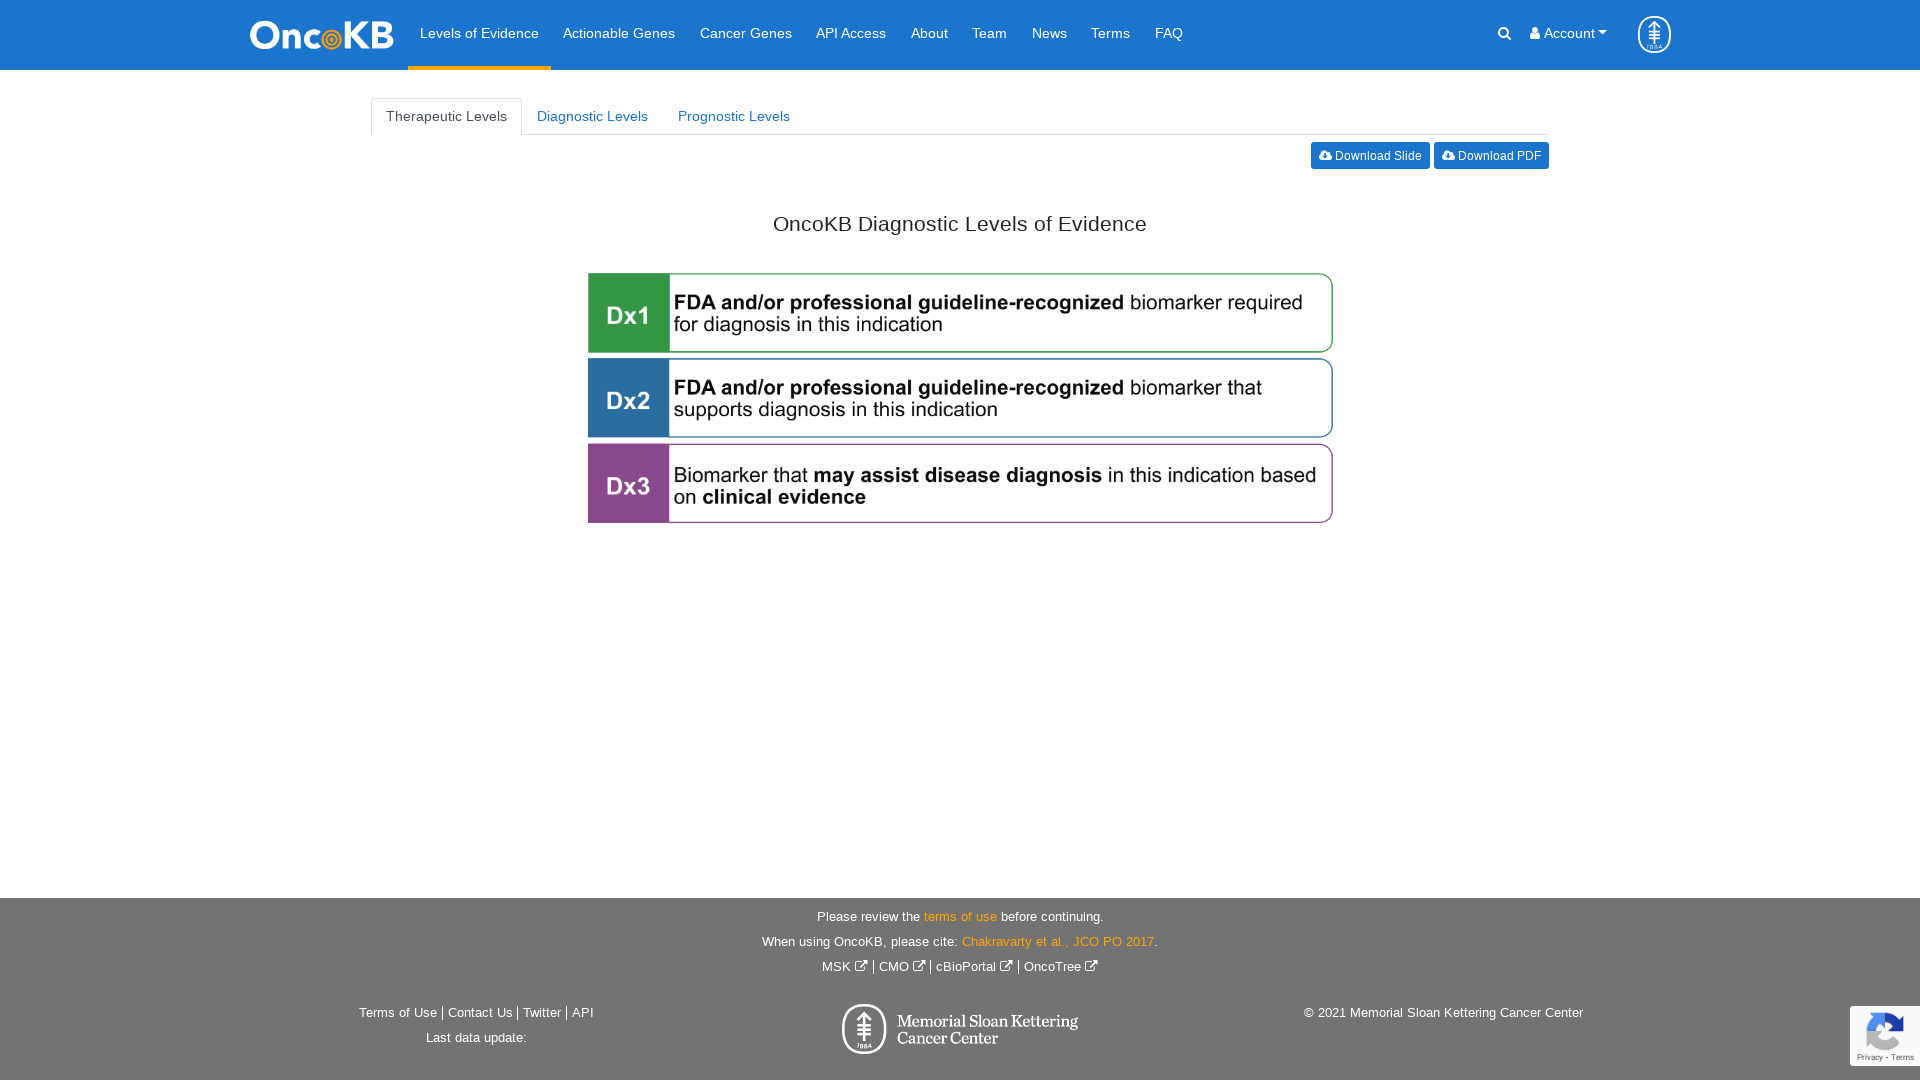 OncoKB
Levels of Evidence
Actionable Genes
Cancer Genes
API Access
About
Team
News
Terms
FAQ
Account
1884
Therapeutic Levels
Diagnostic Levels
Prognostic Levels
Download Slide
Download PDF
OncoKB Diagnostic Levels of Evidence
Dx1
FDA and/or professional guideline-recognized biomarker required
for diagnosis in this indication
Dx2
FDA and/or professional guideline-recognized biomarker that
supports diagnosis in this indication
Dx3
Biomarker that may assist disease diagnosis in this indication based
on clinical evidence
Please review the terms of use before continuing.
When using OncoKB, please cite: Chakravarty et al., JCO PO 2017.
MSK | CMO | cBioPortal | OncoTree
Terms of Use | Contact Us | Twitter | API
Last data update:
1884
Memorial Sloan Kettering
Cancer Center
© 2021 Memorial Sloan Kettering Cancer Center
Privacy - Terms